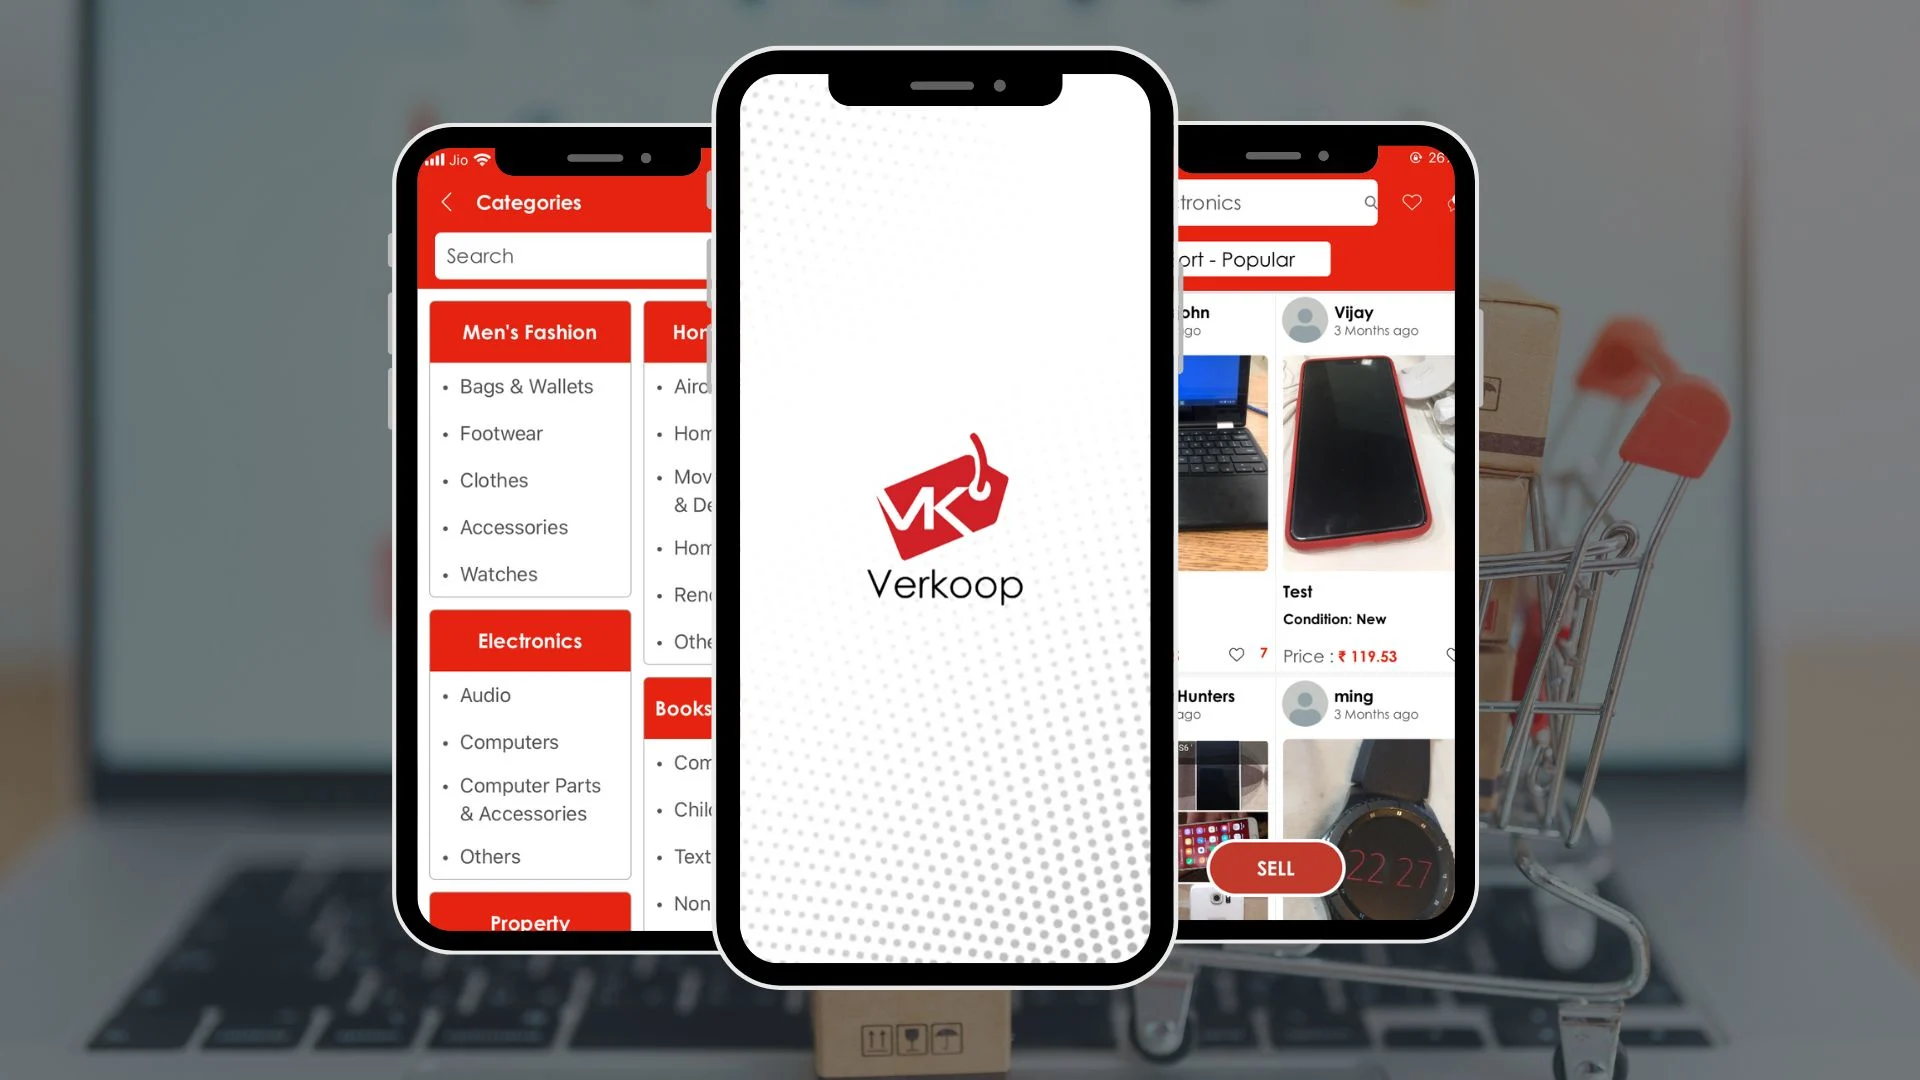 Jio
Categories
Search
Men's Fashion
• Bags & Wallets
• Footwear
• Clothes
• Accessories
• Watches
Electronics
• Audio
• Computers
• Computer Parts
& Accessories
• Others
Property
Hor
• Airc
• Hom
• Mov
& De
• Hom
• Ren
• Othe
Books
• Com
• Chil
• Text
• Non
VK
Verkoop
26
tronics
ort - Popular
ohn
go
Vijay
3 Months ago
Test
Condition: New
7
Price : ₹ 119.53
Hunters
ago
ming
3 Months ago
S6
22 27
SELL